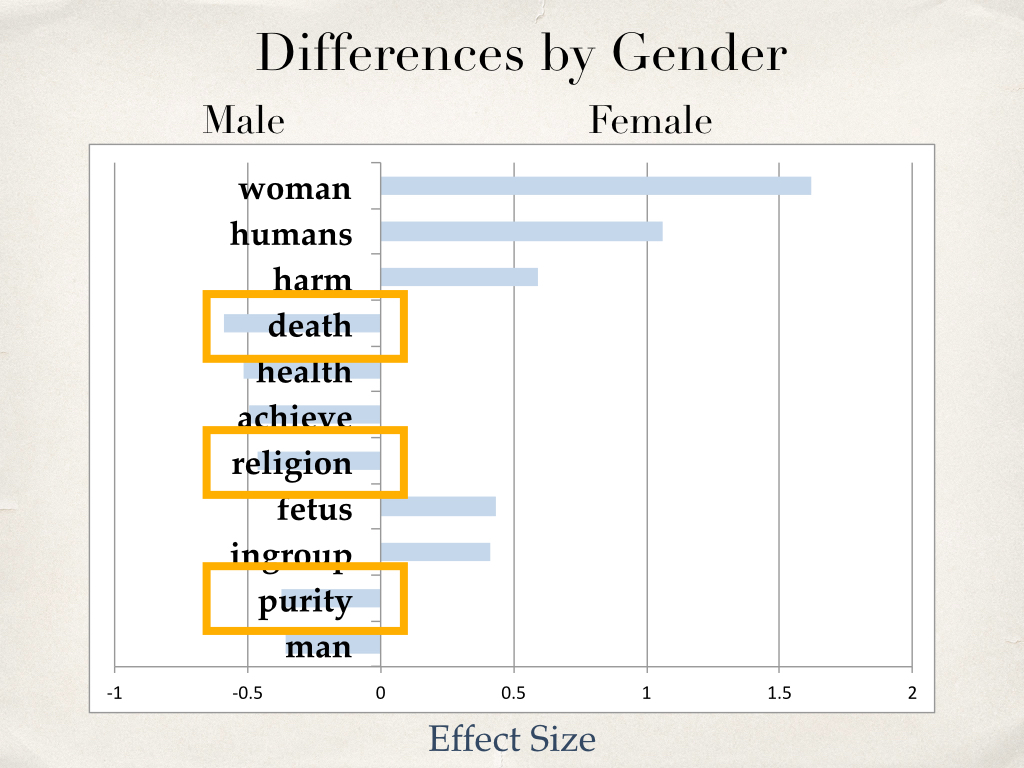 Differences by Gender
Male Female
woman
humans
harm
death
health
achieve
religion
fetus
ingroup
purity
man
-1 -0.5 0 0.5 1 1.5 2
Effect Size